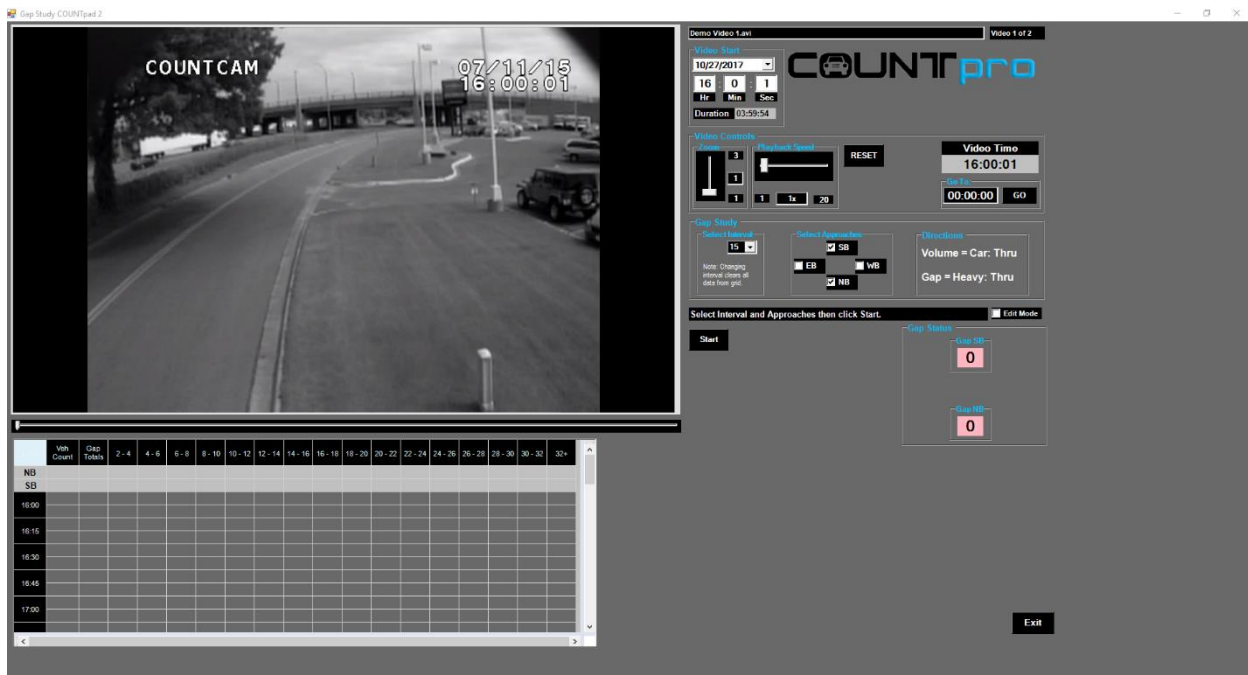 Gap Study COUNTpad 2
COUNTCAM
07/11/15
16:00:01
Demo Video 1.avi
Video 1 of 2
Video Start
10/27/2017
16 : 0 : 1
Hr Min Sec
Duration 03:59:54
COUNTpro
Video Controls
Zoom
3
1
1
Playback Speed
1 1x 20
RESET
Video Time
16:00:01
Go To:
00:00:00 GO
Gap Study
Select Interval
15
Note: Changing
interval clears all
data from grid.
Select Approaches
SB
EB WB
NB
Directions
Volume = Car: Thru
Gap = Heavy: Thru
Select Interval and Approaches then click Start.
Edit Mode
Start
Gap Status
Gap SB
0
Gap NB
0
Veh Count Gap Totals 2 - 4 4 - 6 6 - 8 8 - 10 10 - 12 12 - 14 14 - 16 16 - 18 18 - 20 20 - 22 22 - 24 24 - 26 26 - 28 28 - 30 30 - 32 32+
NB
SB
16:00
16:15
16:30
16:45
17:00
Exit